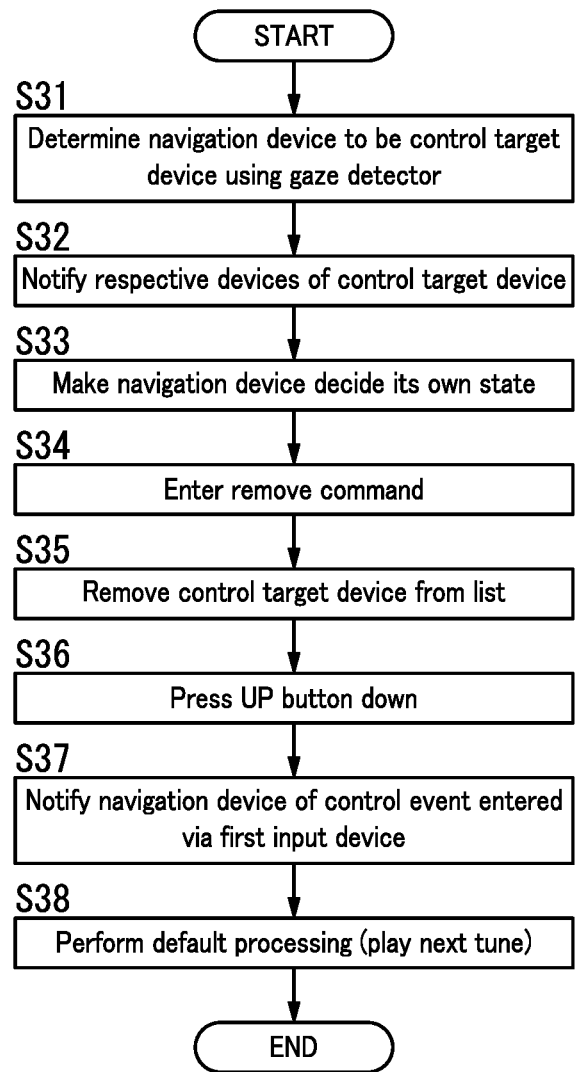 START
S31
Determine navigation device to be control target
device using gaze detector
S32
Notify respective devices of control target device
S33
Make navigation device decide its own state
S34
Enter remove command
S35
Remove control target device from list
S36
Press UP button down
S37
Notify navigation device of control event entered
via first input device
S38
Perform default processing (play next tune)
END